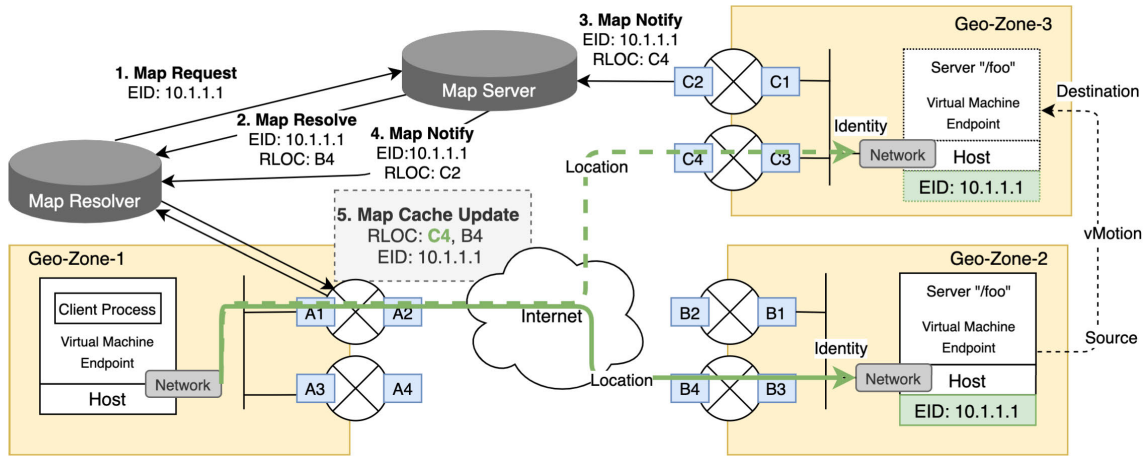 3. Map Notify
EID: 10.1.1.1
RLOC: C4
Geo-Zone-3
Server "/foo"
Virtual Machine
Endpoint
Host
EID: 10.1.1.1
Network
Identity
C2
C1
C4
C3
Location
Destination
vMotion
Source
Map Server
1. Map Request
EID: 10.1.1.1
2. Map Resolve
EID: 10.1.1.1
RLOC: B4
4. Map Notify
EID:10.1.1.1
RLOC: C2
Map Resolver
5. Map Cache Update
RLOC: C4, B4
EID: 10.1.1.1
Geo-Zone-1
Client Process
Virtual Machine
Endpoint
Network
Host
A1
A2
A3
A4
Internet
Location
Geo-Zone-2
B2
B1
B4
B3
Identity
Network
Server "/foo"
Virtual Machine
Endpoint
Host
EID: 10.1.1.1